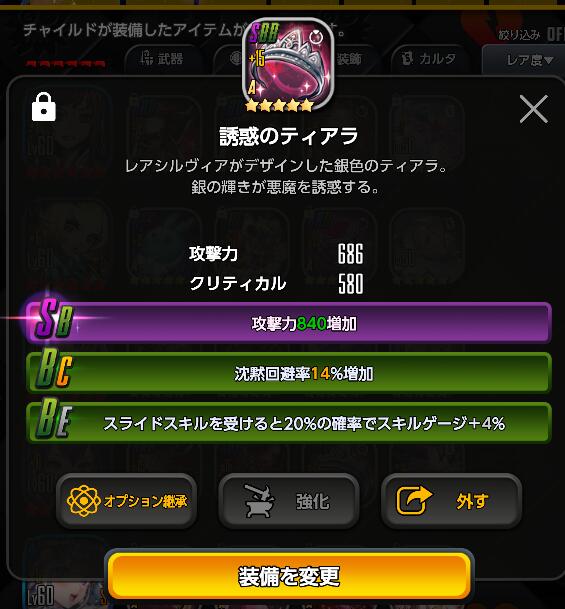 チャイルドが装備したアイテムが
す。
絞り込み OFF
武器
装飾
カルタ
レア度▼
SBB
+15
A
誘惑のティアラ
レアシルヴィアがデザインした銀色のティアラ。
銀の輝きが悪魔を誘惑する。
攻撃力 686
クリティカル 580
SB 攻撃力840増加
BC 沈黙回避率14%増加
BE スライドスキルを受けると20%の確率でスキルゲージ+4%
オプション継承
強化
外す
装備を変更
Lv60